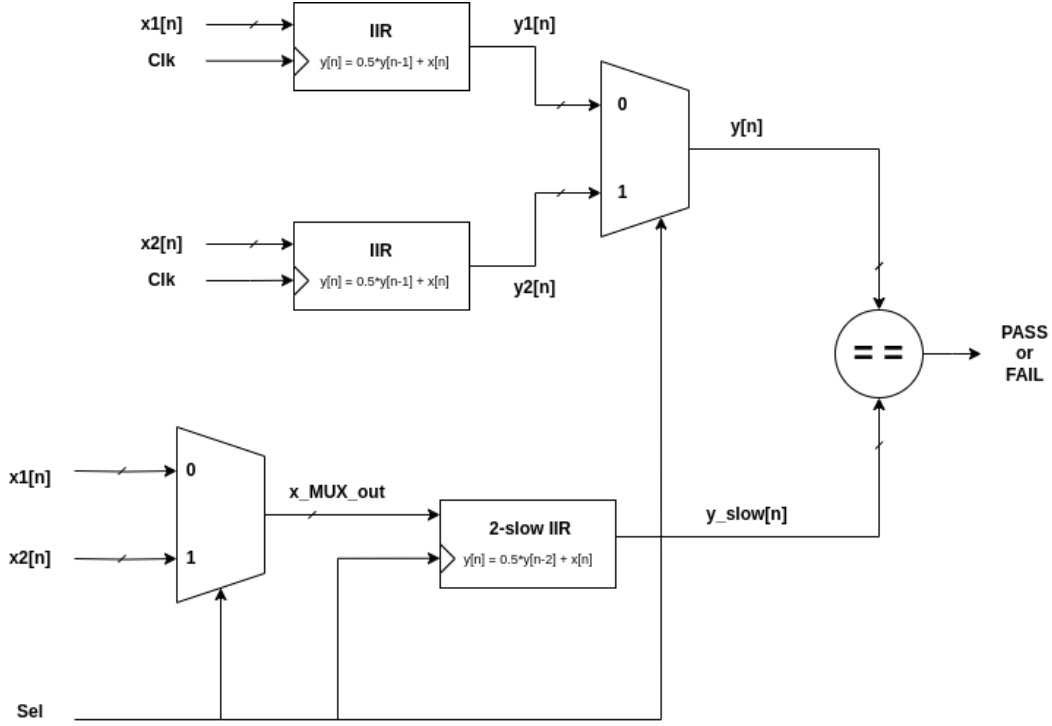 x1[n]
Clk
IIR
y[n] = 0.5*y[n-1] + x[n]
y1[n]
0
1
y[n]
x2[n]
Clk
IIR
y[n] = 0.5*y[n-1] + x[n]
y2[n]
= =
PASS
or
FAIL
x1[n]
x2[n]
0
1
x_MUX_out
2-slow IIR
y[n] = 0.5*y[n-2] + x[n]
y_slow[n]
Sel